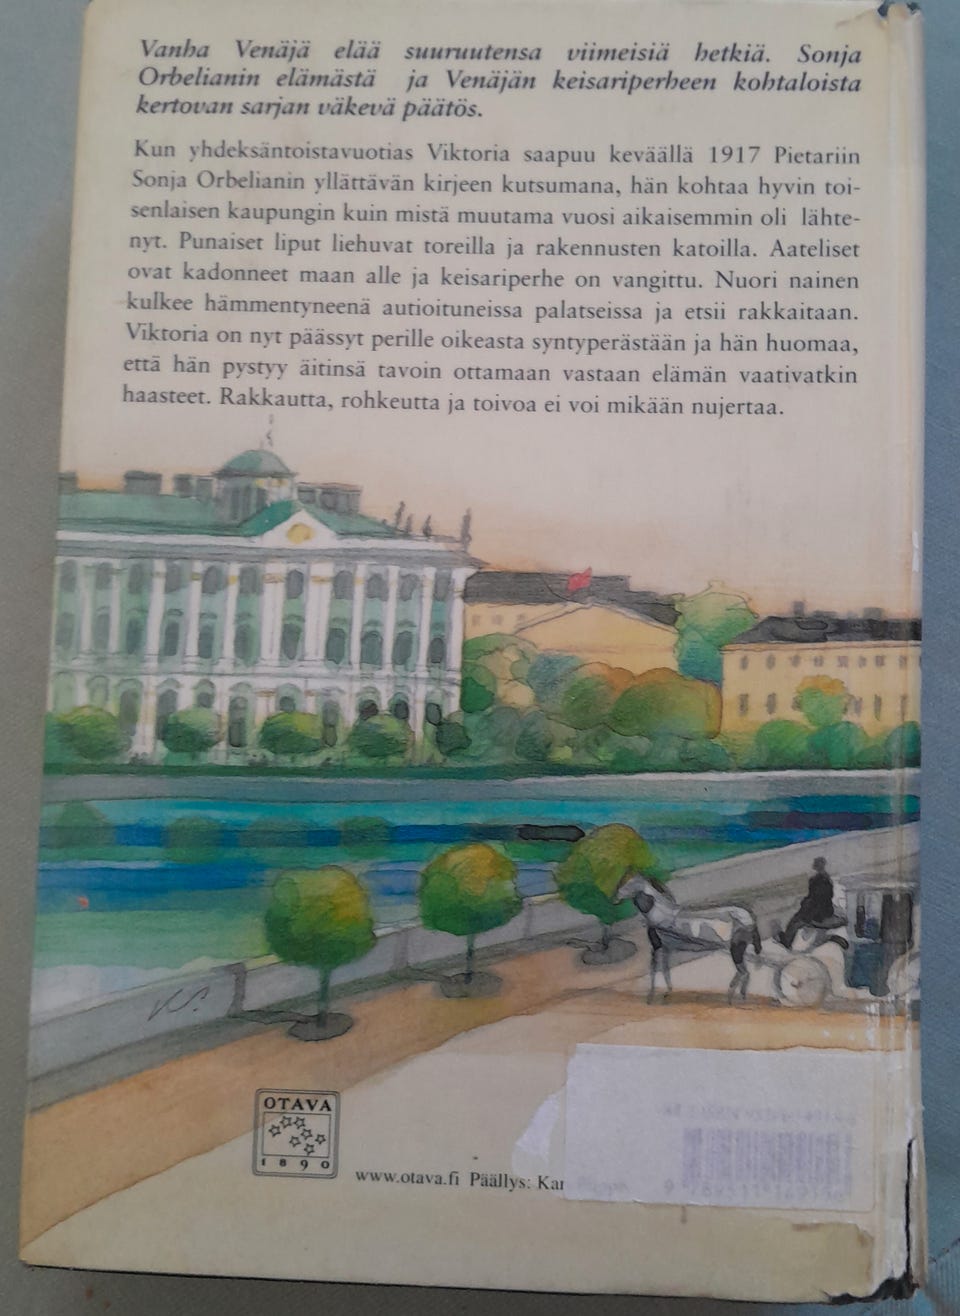 Vanha Venäjä elää suuruutensa viimeisiä hetkiä. Sonja
Orbelianin elämästä ja Venäjän keisariperheen kohtaloista
kertovan sarjan väkevä päätös.
Kun yhdeksäntoistavuotias Viktoria saapuu keväällä 1917 Pietariin
Sonja Orbelianin yllättävän kirjeen kutsumana, hän kohtaa hyvin toi-
senlaisen kaupungin kuin mistä muutama vuosi aikaisemmin oli lähte-
nyt. Punaiset liput liehuvat toreilla ja rakennusten katoilla. Aateliset
ovat kadonneet maan alle ja keisariperhe on vangittu. Nuori nainen
kulkee hämmentyneenä autioituneissa palatseissa ja etsii rakkaitaan.
Viktoria on nyt päässyt perille oikeasta syntyperästään ja hän huomaa,
että hän pystyy äitinsä tavoin ottamaan vastaan elämän vaativatkin
haasteet. Rakkautta, rohkeutta ja toivoa ei voi mikään nujertaa.
KS.
OTAVA
1890
www.otava.fi Päällys: Kar